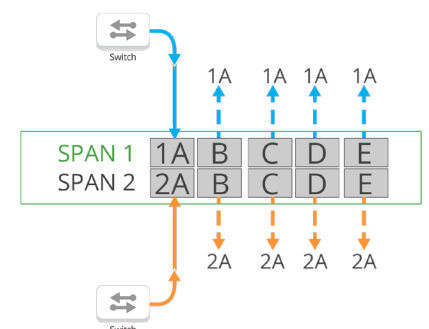 Switch
1A 1A 1A 1A
SPAN 1 1A B C D E
SPAN 2 2A B C D E
2A 2A 2A 2A
Switch